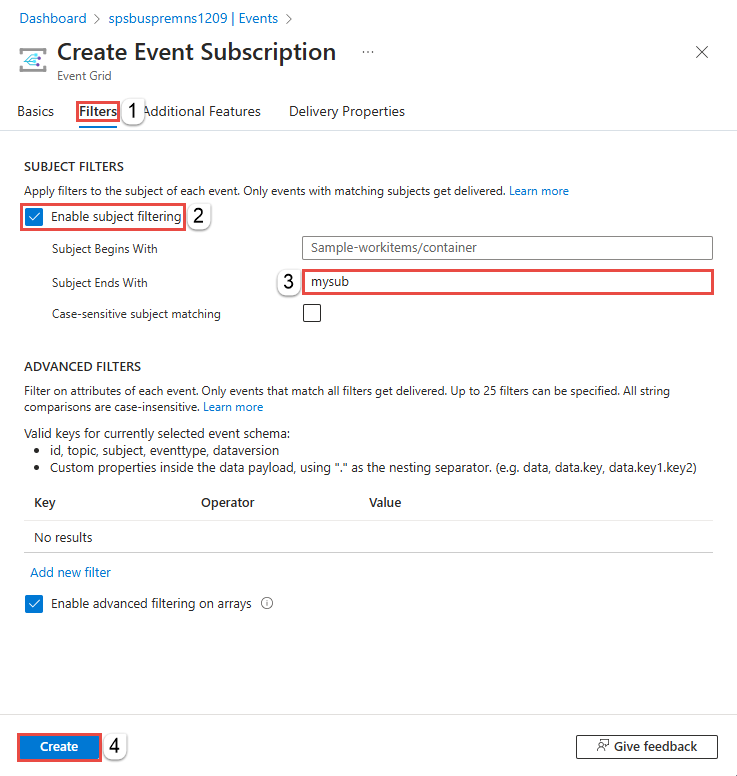 Dashboard > spsbuspremns1209 | Events >
Create Event Subscription ...
Event Grid
Basics Filters 1 Additional Features Delivery Properties
SUBJECT FILTERS
Apply filters to the subject of each event. Only events with matching subjects get delivered. Learn more
Enable subject filtering 2
Subject Begins With Sample-workitems/container
Subject Ends With 3 mysub
Case-sensitive subject matching
ADVANCED FILTERS
Filter on attributes of each event. Only events that match all filters get delivered. Up to 25 filters can be specified. All string
comparisons are case-insensitive. Learn more
Valid keys for currently selected event schema:
• id, topic, subject, eventtype, dataversion
• Custom properties inside the data payload, using "." as the nesting separator. (e.g. data, data.key, data.key1.key2)
Key Operator Value
No results
Add new filter
Enable advanced filtering on arrays
Create 4 Give feedback